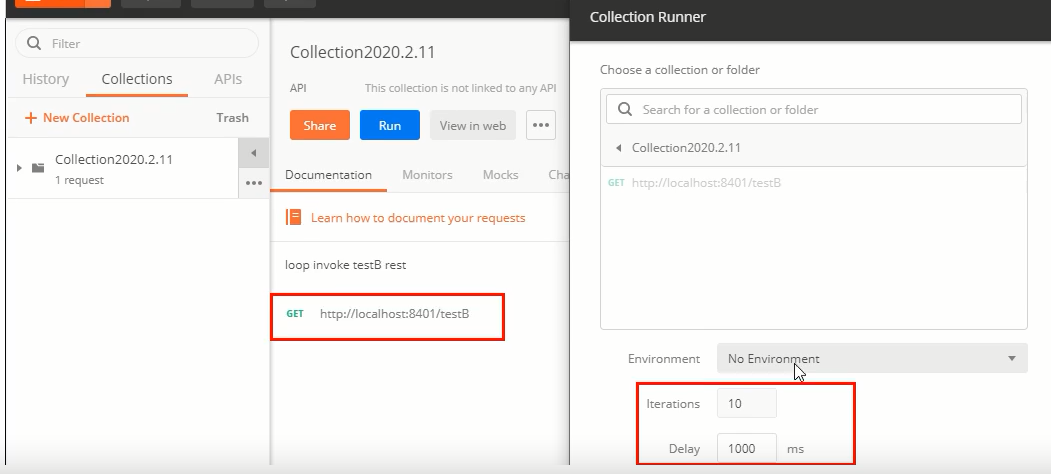 Filter
History Collections APIs
+ New Collection Trash
Collection2020.2.11
1 request
Collection2020.2.11
API This collection is not linked to any API
Share Run View in web
Documentation Monitors Mocks Cha
Learn how to document your requests
loop invoke testB rest
GET http://localhost:8401/testB
Collection Runner
Choose a collection or folder
Search for a collection or folder
Collection2020.2.11
GET http://localhost:8401/testB
Environment No Environment
Iterations 10
Delay 1000 ms